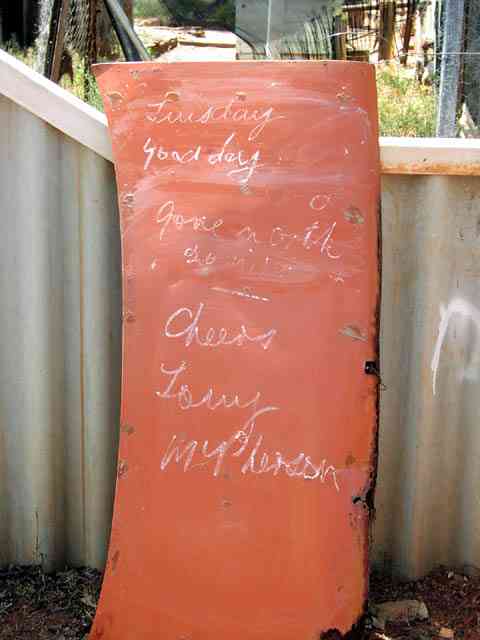 Tuesday
Good day
gone north
Cheers
Tony
McPherson